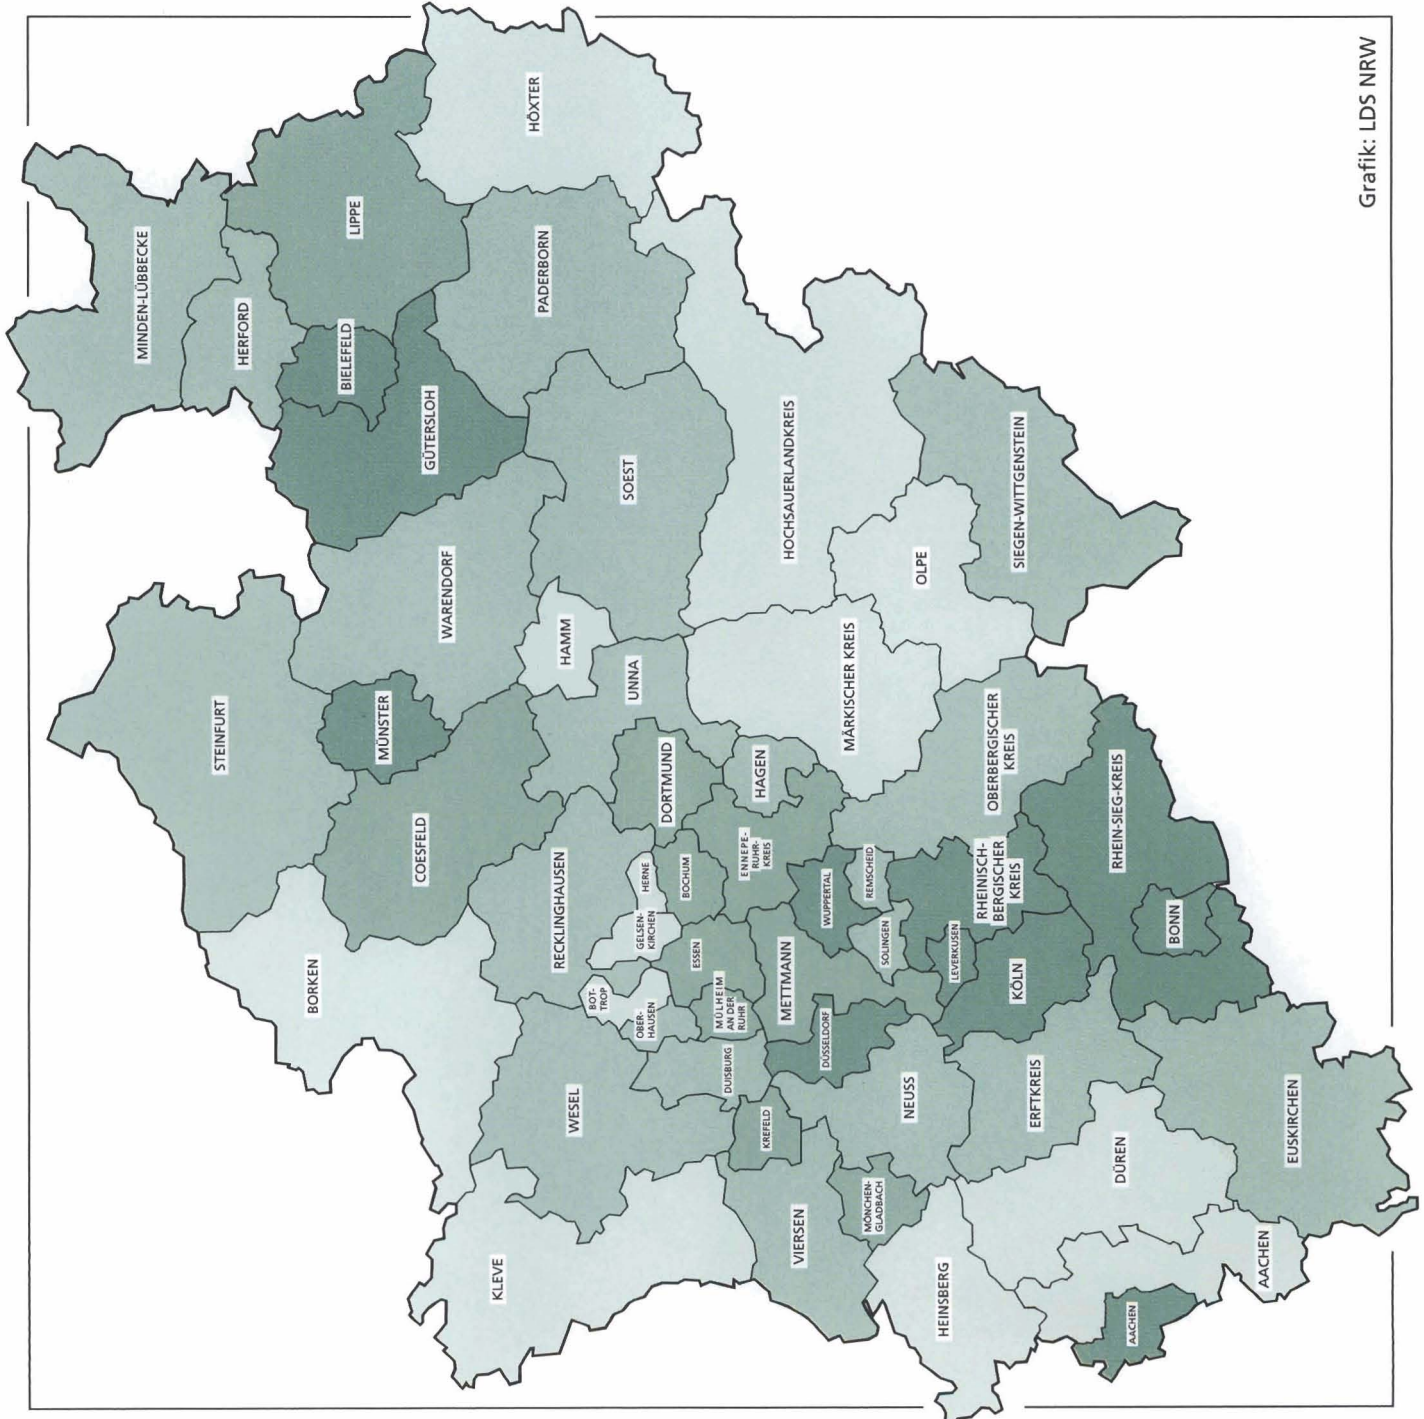 MINDEN-LÜBBECKE
HERFORD
LIPPE
HÖXTER
BIELEFELD
GÜTERSLOH
PADERBORN
STEINFURT
MÜNSTER
WARENDORF
SOEST
HAMM
UNNA
HOCHSAUERLANDKREIS
SIEGEN-WITTGENSTEIN
OLPE
MÄRKISCHER KREIS
BORKEN
COESFELD
RECKLINGHAUSEN
DORTMUND
HAGEN
HERNE
BOCHUM
ENNEPE-
RUHR-
KREIS
GELSEN-
KIRCHEN
BOT-
TROP
OBER-
HAUSEN
ESSEN
MÜLHEIM
AN DER
RUHR
DUISBURG
WESEL
KLEVE
KREFELD
VIERSEN
MÖNCHEN-
GLADBACH
METTMANN
DÜSSELDORF
WUPPERTAL
REMSCHEID
SOLINGEN
LEVERKUSEN
OBERBERGISCHER
KREIS
RHEINISCH-
BERGISCHER
KREIS
RHEIN-SIEG-KREIS
BONN
KÖLN
NEUSS
ERFTKREIS
HEINSBERG
DÜREN
EUSKIRCHEN
AACHEN
AACHEN
Grafik: LDS NRW